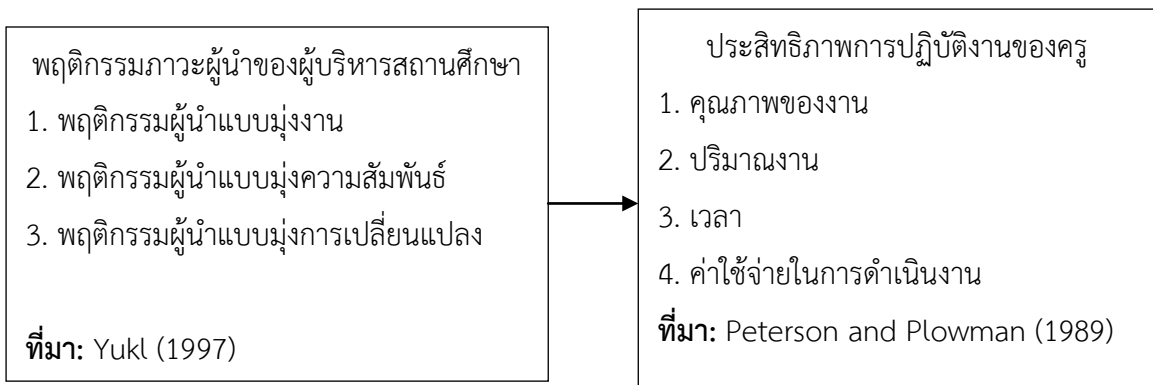 พฤติกรรมภาวะผู้นำของผู้บริหารสถานศึกษา
1. พฤติกรรมผู้นำแบบมุ่งงาน
2. พฤติกรรมผู้นำแบบมุ่งความสัมพันธ์
3. พฤติกรรมผู้นำแบบมุ่งการเปลี่ยนแปลง
ที่มา: Yukl (1997)
ประสิทธิภาพการปฏิบัติงานของครู
1. คุณภาพของงาน
2. ปริมาณงาน
3. เวลา
4. ค่าใช้จ่ายในการดำเนินงาน
ที่มา: Peterson and Plowman (1989)